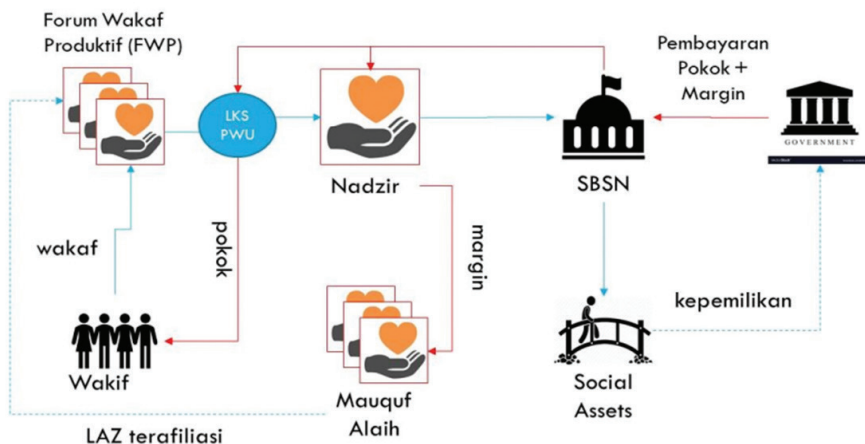 Forum Wakaf
Produktif (FWP)
LKS
PWU
Nadzir
SBSN
Pembayaran
Pokok +
Margin
GOVERNMENT
wakaf
pokok
margin
kepemilikan
Wakif
Mauquf
Alaih
Social
Assets
LAZ terafiliasi